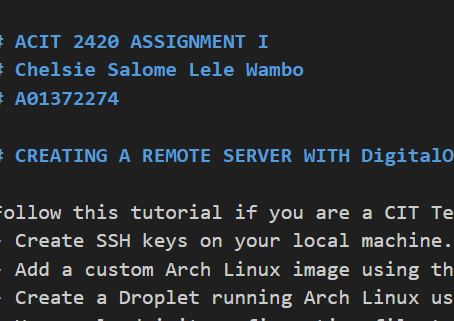 # ACIT 2420 ASSIGNMENT I
# Chelsie Salome Lele Wambo
# A01372274
# CREATING A REMOTE SERVER WITH DigitalO
Follow this tutorial if you are a CIT Te
- Create SSH keys on your local machine.
- Add a custom Arch Linux image using th
- Create a Droplet running Arch Linux us